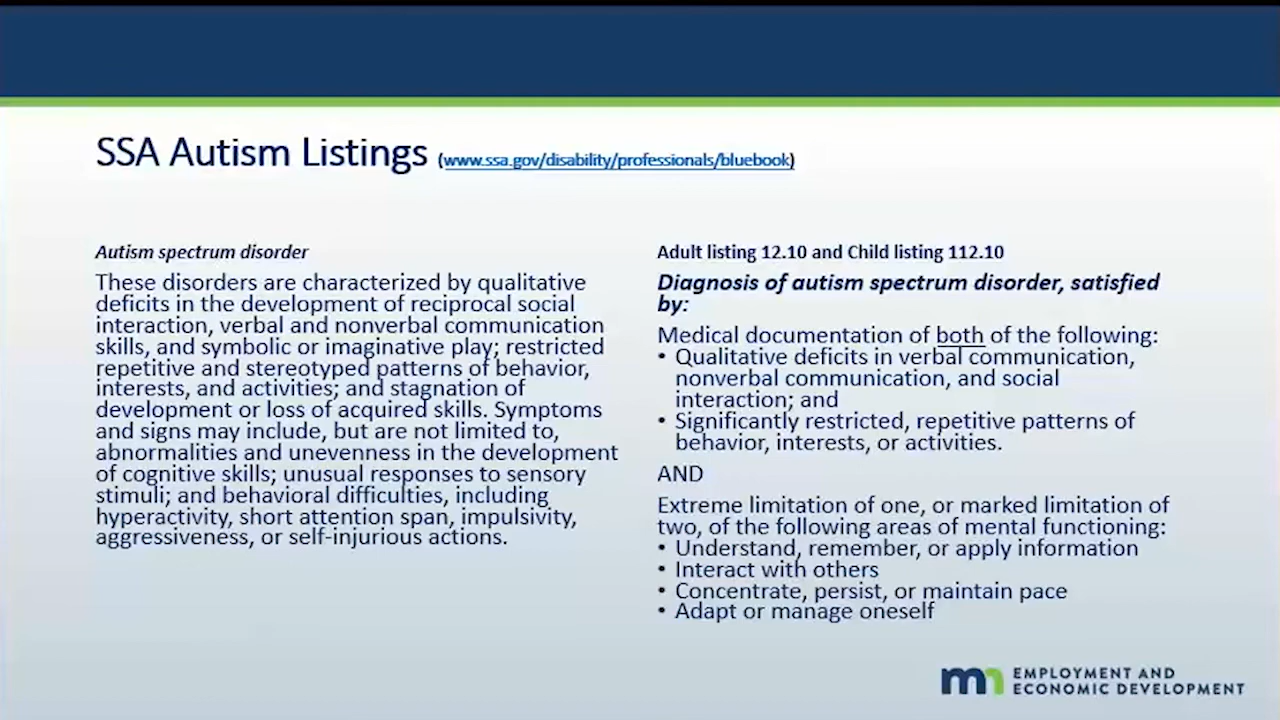 SSA Autism Listings (www.ssa.gov/disability/professionals/bluebook)
Autism spectrum disorder
These disorders are characterized by qualitative
deficits in the development of reciprocal social
interaction, verbal and nonverbal communication
skills, and symbolic or imaginative play; restricted
repetitive and stereotyped patterns of behavior,
interests, and activities; and stagnation of
development or loss of acquired skills. Symptoms
and signs may include, but are not limited to,
abnormalities and unevenness in the development
of cognitive skills; unusual responses to sensory
stimuli; and behavioral difficulties, including
hyperactivity, short attention span, impulsivity,
aggressiveness, or self-injurious actions.
Adult listing 12.10 and Child listing 112.10
Diagnosis of autism spectrum disorder, satisfied
by:
Medical documentation of both of the following:
• Qualitative deficits in verbal communication,
nonverbal communication, and social
interaction; and
• Significantly restricted, repetitive patterns of
behavior, interests, or activities.
AND
Extreme limitation of one, or marked limitation of
two, of the following areas of mental functioning:
• Understand, remember, or apply information
• Interact with others
• Concentrate, persist, or maintain pace
• Adapt or manage oneself
mn EMPLOYMENT AND
ECONOMIC DEVELOPMENT